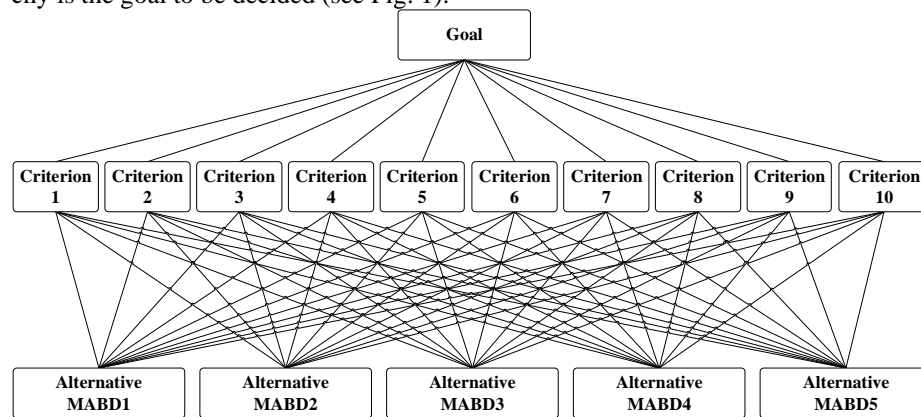 chy is the goal to be decided (see Fig. 1).
Goal
Criterion
1
Criterion
2
Criterion
3
Criterion
4
Criterion
5
Criterion
6
Criterion
7
Criterion
8
Criterion
9
Criterion
10
Alternative
MABD1
Alternative
MABD2
Alternative
MABD3
Alternative
MABD4
Alternative
MABD5